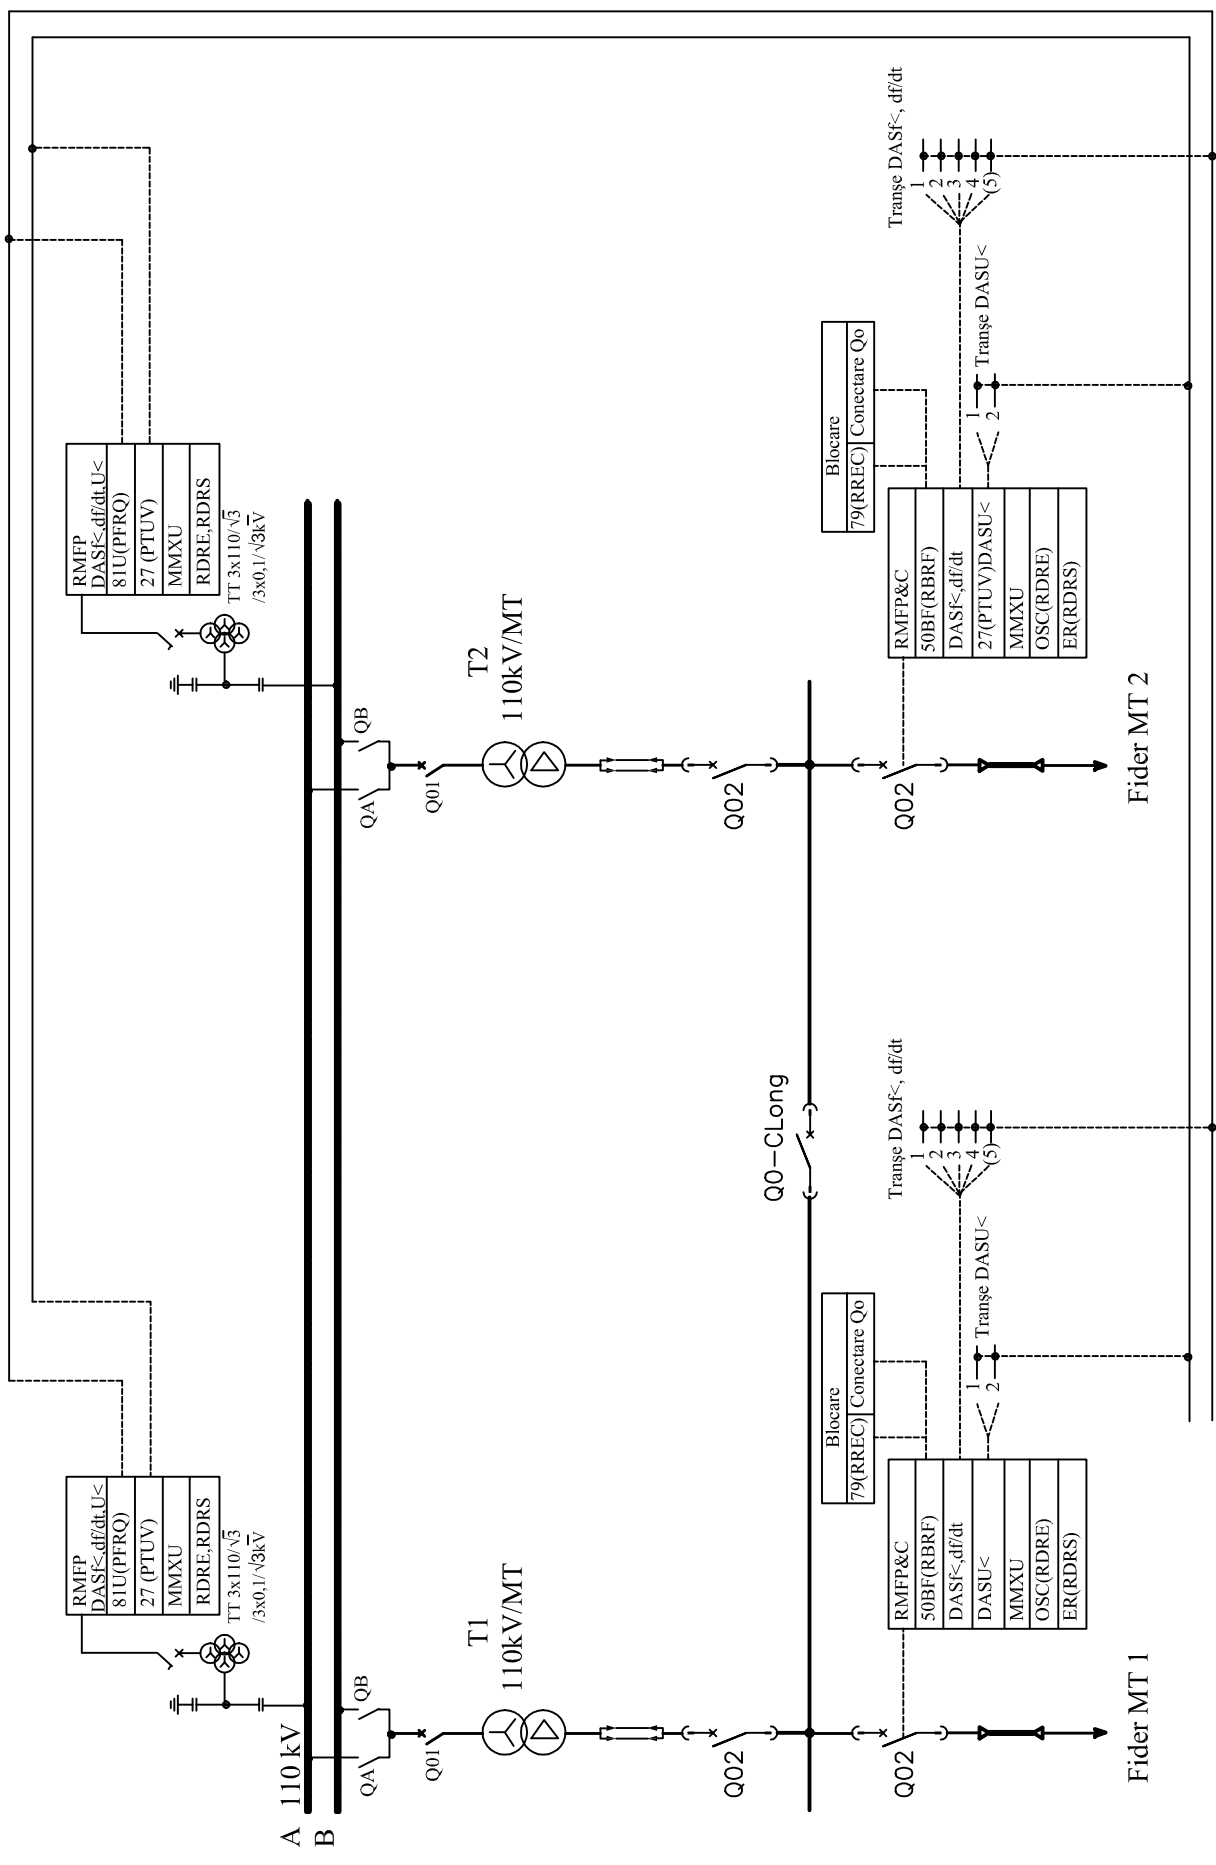 A 110 kV
B
RMFP
DASf<,df/dt,U<
81U(PFRQ)
27 (PTUV)
MMXU
RDRE,RDRS
TT 3x110/√3
/3x0,1/√3kV
QA
QB
Q01
T1
110kV/MT
Q02
Q02
Fider MT 1
Blocare
79(RREC) Conectare Qo
RMFP&C
50BF(RBRF)
DASf<,df/dt
DASU<
MMXU
OSC(RDRE)
ER(RDRS)
Tranşe DASf<, df/dt
1
2
3
4
(5)
Tranşe DASU<
1
2
Q0-CLong
RMFP
DASf<,df/dt,U<
81U(PFRQ)
27 (PTUV)
MMXU
RDRE,RDRS
TT 3x110/√3
/3x0,1/√3kV
QA
QB
Q01
T2
110kV/MT
Q02
Q02
Fider MT 2
Blocare
79(RREC) Conectare Qo
RMFP&C
50BF(RBRF)
DASf<,df/dt
27(PTUV)DASU<
MMXU
OSC(RDRE)
ER(RDRS)
Tranşe DASf<, df/dt
1
2
3
4
(5)
Tranşe DASU<
1
2